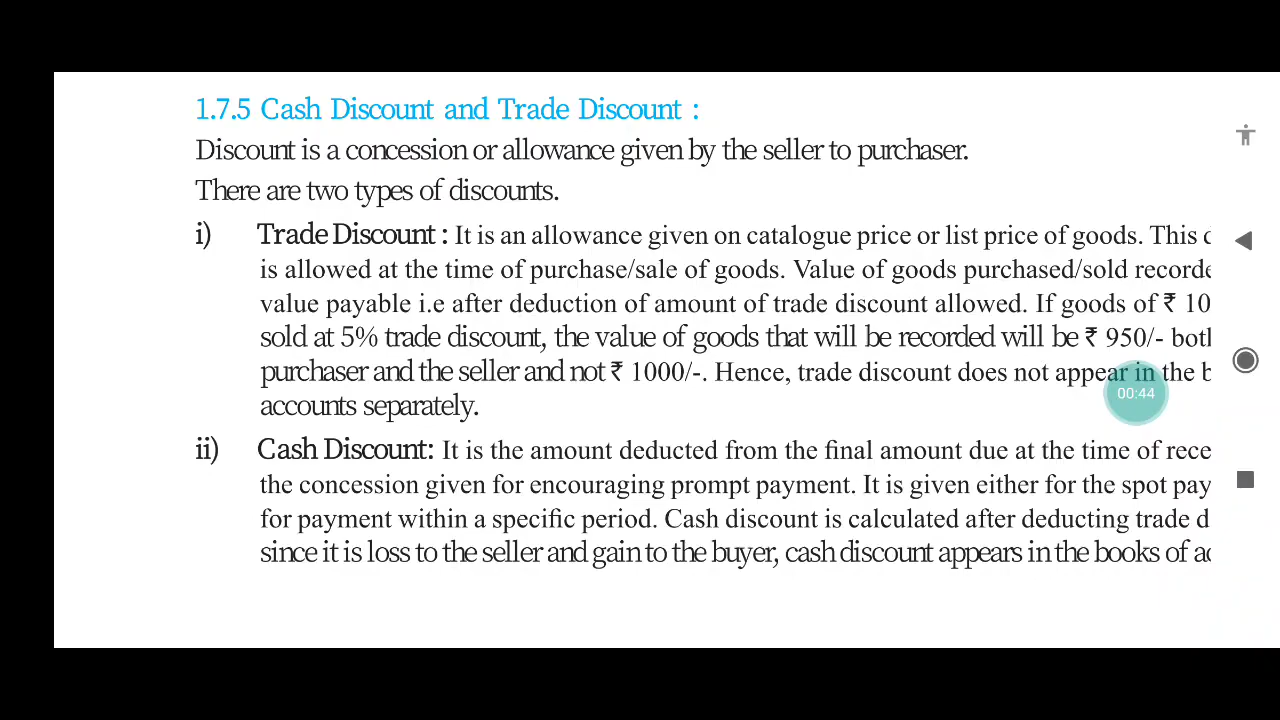 1.7.5 Cash Discount and Trade Discount :
Discount is a concession or allowance given by the seller to purchaser.
There are two types of discounts.
i) Trade Discount : It is an allowance given on catalogue price or list price of goods. This
is allowed at the time of purchase/sale of goods. Value of goods purchased/sold
value payable i.e after deduction of amount of trade discount allowed. If goods of ₹ 10
sold at 5% trade discount, the value of goods that will be recorded will be ₹ 950/-
purchaser and the seller and not ₹ 1000/-. Hence, trade discount does not appear in the
accounts separately.
ii) Cash Discount: It is the amount deducted from the final amount due at the time of
the concession given for encouraging prompt payment. It is given either for the spot
for payment within a specific period. Cash discount is calculated after deducting trade
since it is loss to the seller and gain to the buyer, cash discount appears in the books of
00:44